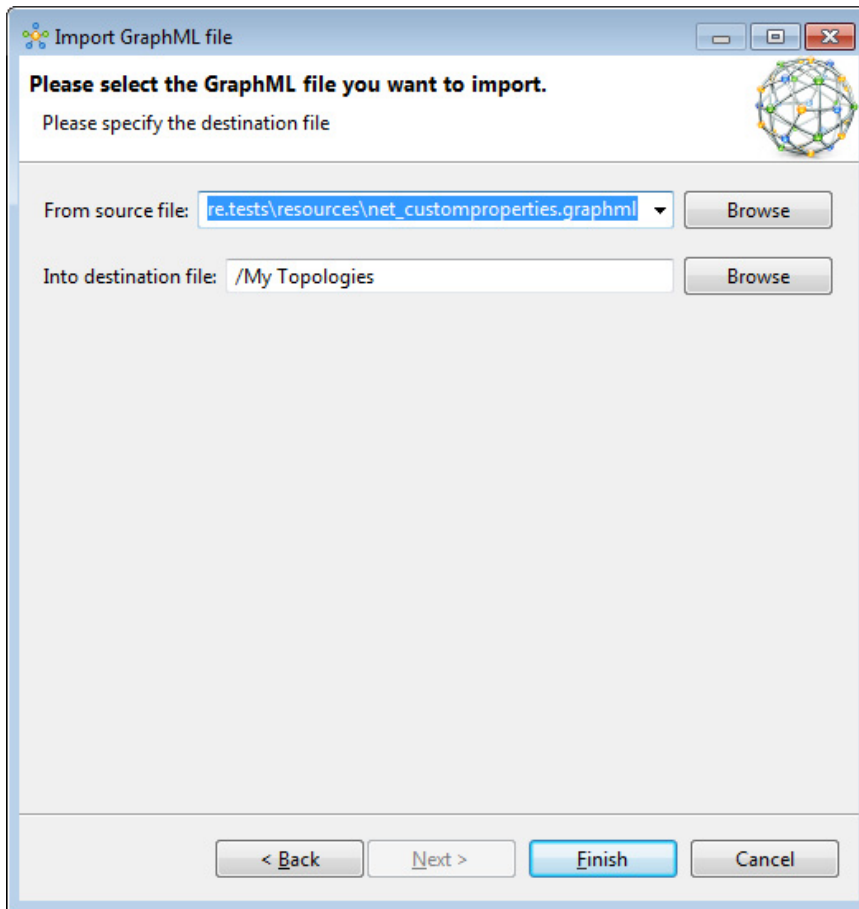 Import GraphML file
Please select the GraphML file you want to import.
Please specify the destination file
From source file: re.tests\resources\net_customproperties.graphml Browse
Into destination file: /My Topologies Browse
< Back Next > Finish Cancel